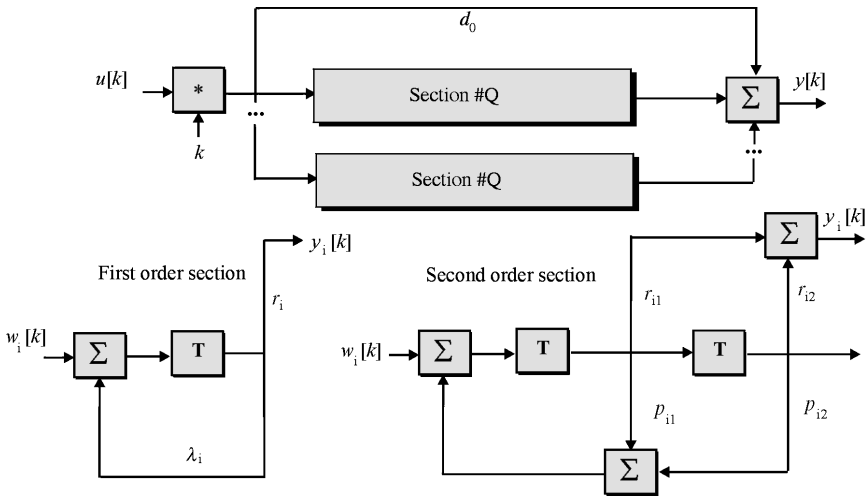 d0
u[k]
*
Section #Q
Σ
y[k]
...
...
k
Section #Q
yi[k]
Σ
yi[k]
First order section
Second order section
ri
ri1
ri2
wi[k]
Σ
T
wi[k]
Σ
T
T
pi1
pi2
λi
Σ